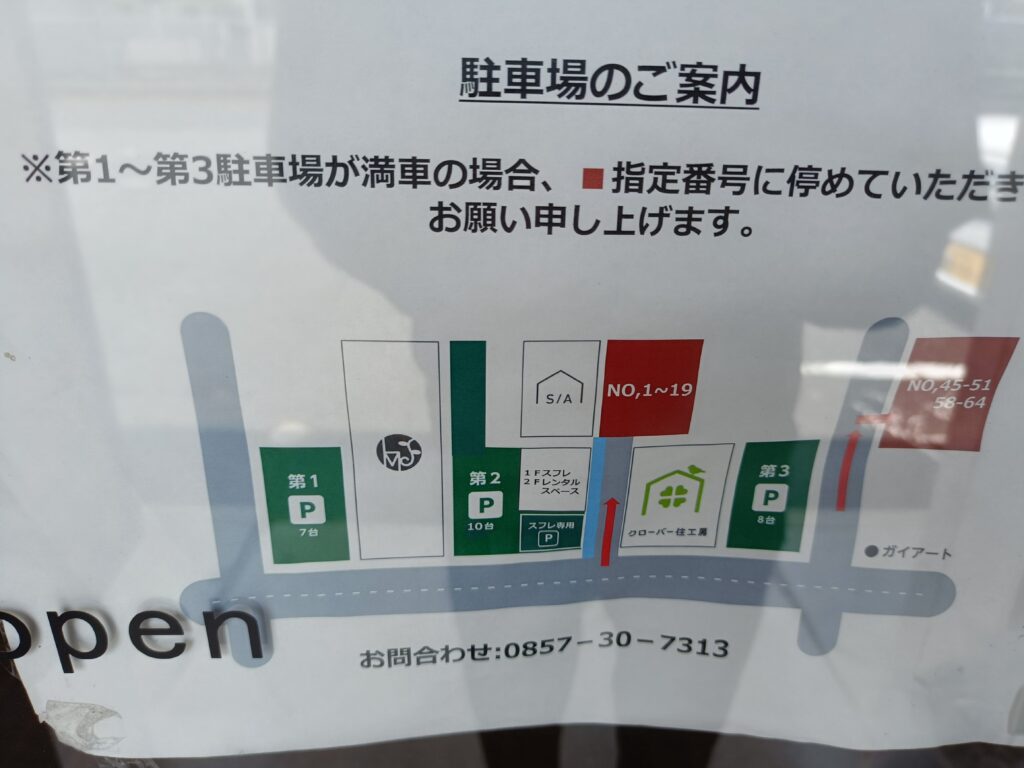 駐車場のご案内
※第1～第3駐車場が満車の場合、■指定番号に停めていただき
お願い申し上げます。
S/A
NO,1~19
NO,45-51
58-64
第1
P
7台
第2
P
10台
1Fスフレ
2Fレンタル
スペース
スフレ専用
P
クローバー住工房
第3
P
8台
●ガイアート
open
お問合わせ:0857-30-7313